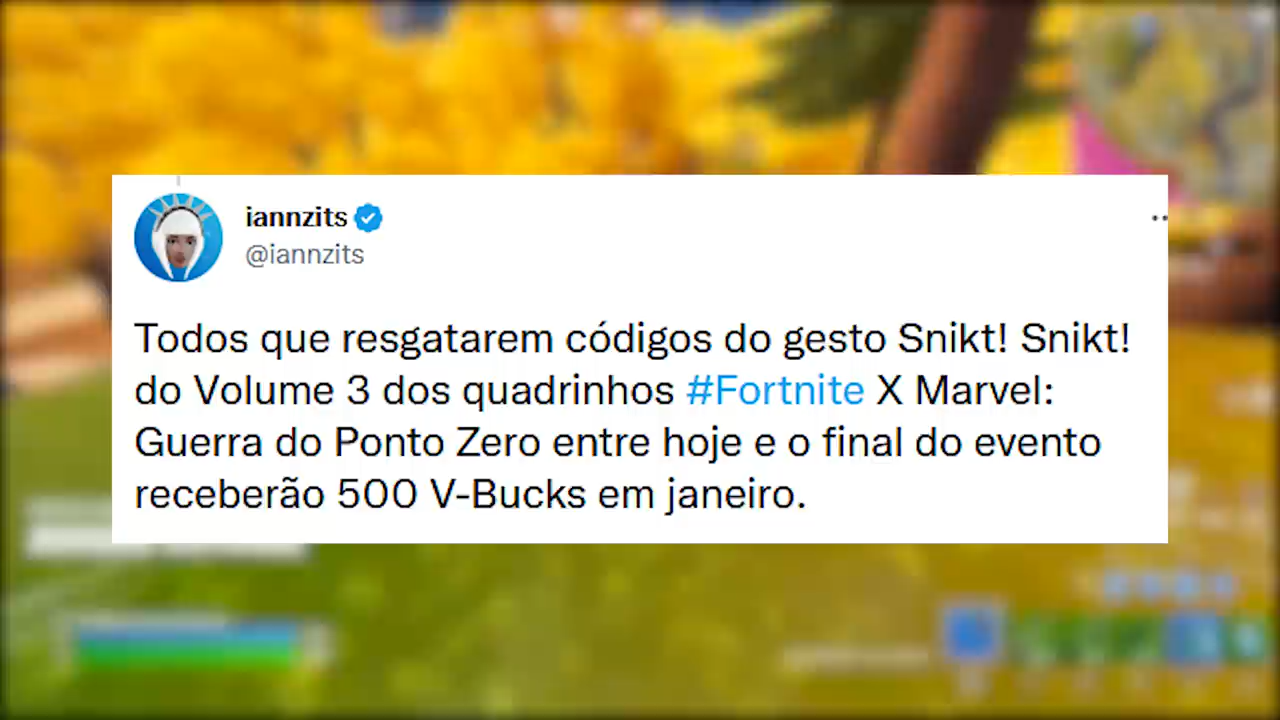 iannzits
@iannzits
Todos que resgatarem códigos do gesto Snikt! Snikt!
do Volume 3 dos quadrinhos #Fortnite X Marvel:
Guerra do Ponto Zero entre hoje e o final do evento
receberão 500 V-Bucks em janeiro.